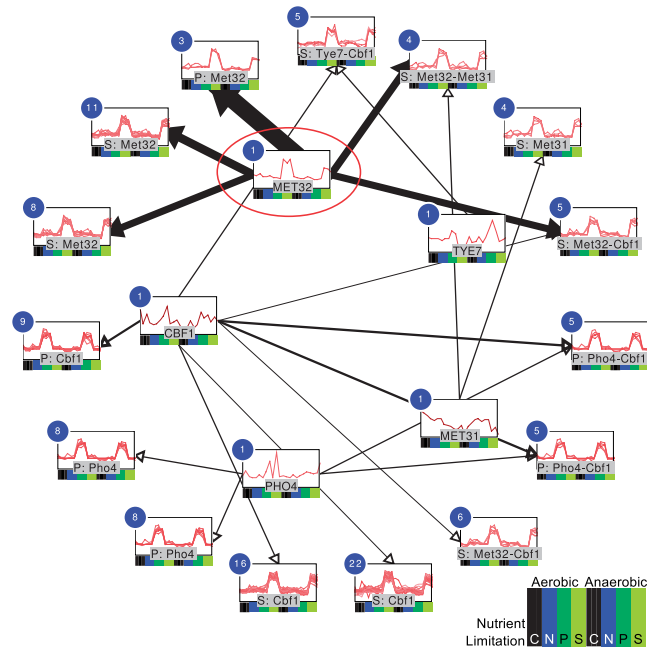 5
S: Tye7-Cbf1
3
P: Met32
4
S: Met32-Met31
11
S: Met32
4
S: Met31
1
MET32
8
S: Met32
1
TYE7
5
S: Met32-Cbf1
1
CBF1
9
P: Cbf1
5
P: Pho4-Cbf1
1
MET31
8
P: Pho4
1
PHO4
5
P: Pho4-Cbf1
8
P: Pho4
6
S: Met32-Cbf1
16
S: Cbf1
22
S: Cbf1
Aerobic Anaerobic
Nutrient
Limitation C N P S C N P S